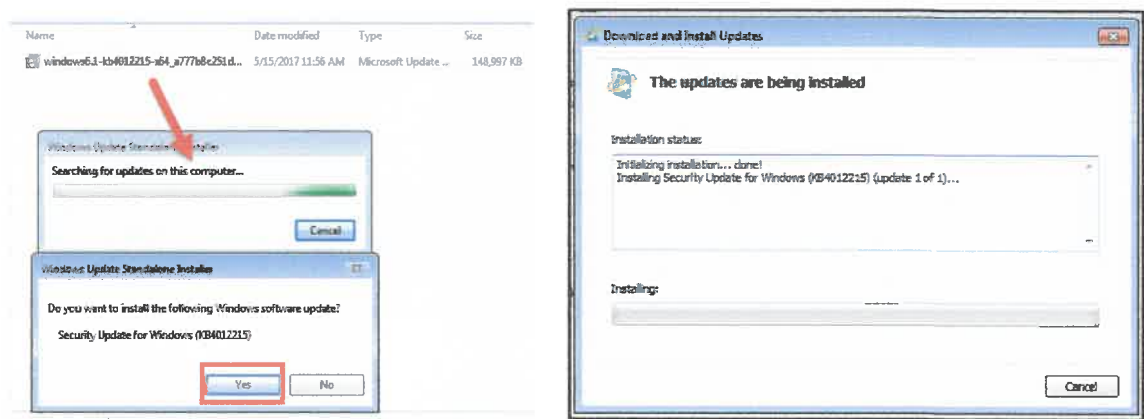 Name Date modified Type Size
windows6.1-kb4012215-x64_a777b8c251d... 5/15/2017 11:56 AM Microsoft Update ... 148,997 KB
Windows Update Standalone Installer
Searching for updates on this computer...
Cancel
Windows Update Standalone Installer
Do you want to install the following Windows software update?
Security Update for Windows (KB4012215)
Yes No
Download and Install Updates
The updates are being installed
Installation status:
Initializing installation... done!
Installing Security Update for Windows (KB4012215) (update 1 of 1)...
Installing:
Cancel